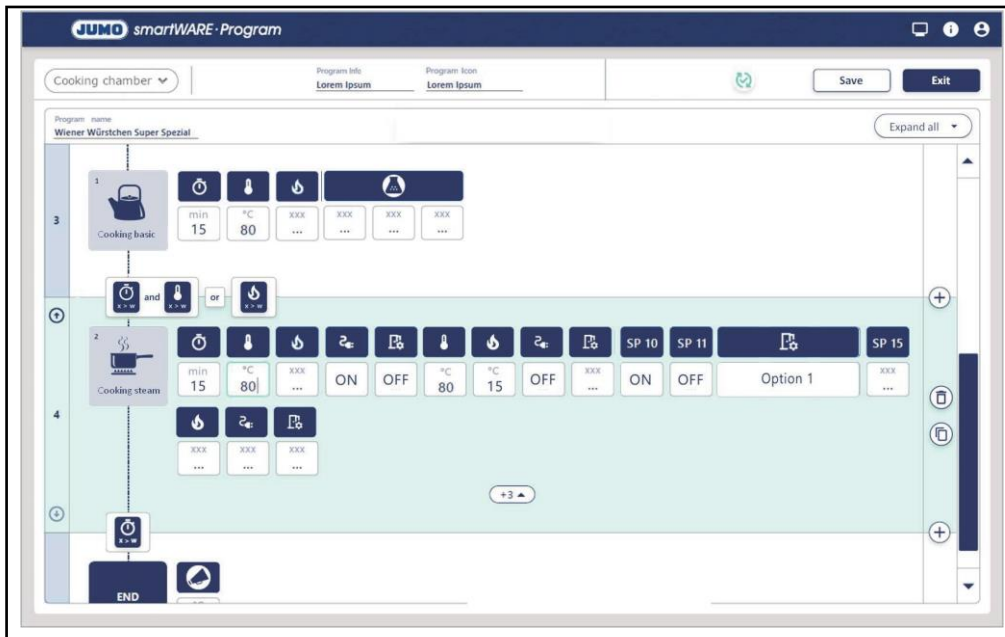 JUMO smartWARE·Program
Cooking chamber
Program Info
Lorem Ipsum
Program Icon
Lorem Ipsum
Save
Exit
Program name
Wiener Würstchen Super Spezial
Expand all
3
1
Cooking basic
min °C xxx xxx xxx xxx
15 80 ... ... ... ...
x > w and x > w or x > w
4
2
Cooking steam
SP 10 SP 11 SP 15
min °C xxx °C °C xxx xxx
15 80 ... ON OFF 80 15 OFF ... ON OFF Option 1 ...
xxx xxx xxx
... ... ...
+3
x > w
END